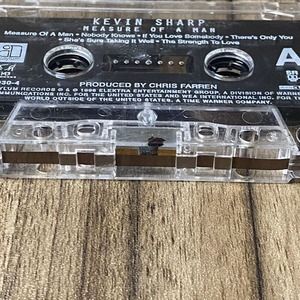 KEVIN SHARP
MEASURE OF A MAN
Measure Of A Man • Nobody Knows • If You Love Somebody • There's Only You
• She's Sure Taking It Well • The Strength To Love
A
30-4
PRODUCED BY CHRIS FARREN
YLUM RECORDS ℗ & © 1996 ELEKTRA ENTERTAINMENT GROUP, A DIVISION OF WARNER
MMUNICATIONS INC. FOR THE UNITED STATES AND WEA INTERNATIONAL INC. FOR
WORLD OUTSIDE OF THE UNITED STATES. A TIME WARNER COMPANY.